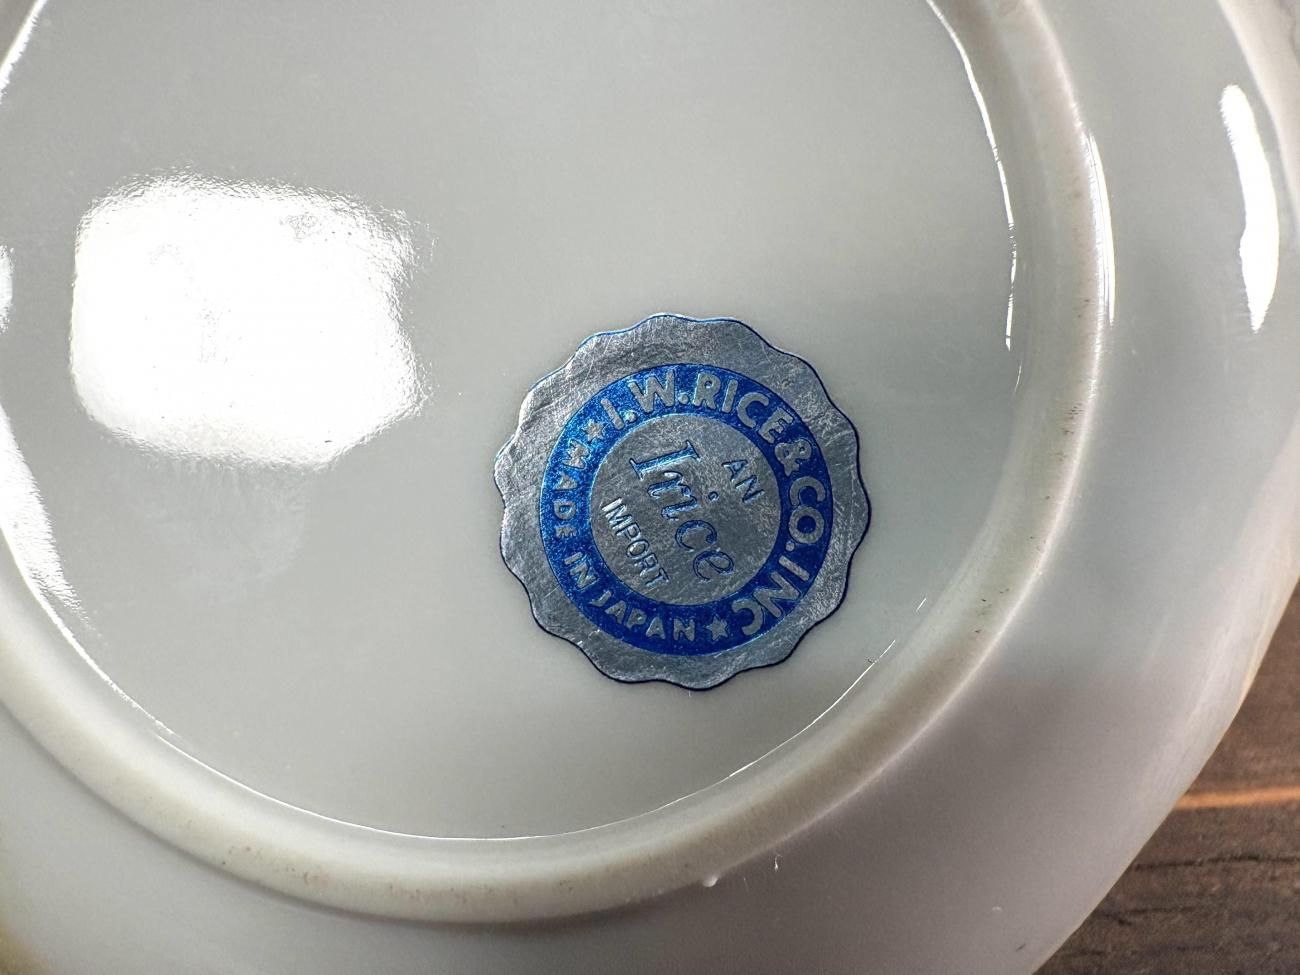 I.W.RICE & CO. INC
AN
Irice
IMPORT
MADE IN JAPAN